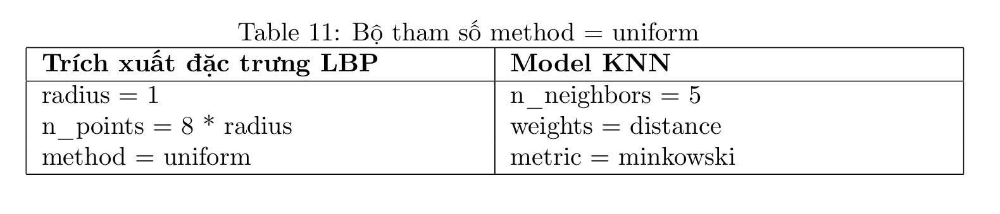 Table 11: Bộ tham số method = uniform
Trích xuất đặc trưng LBP
Model KNN
radius = 1
n_neighbors = 5
n_points = 8 * radius
weights = distance
method = uniform
metric = minkowski